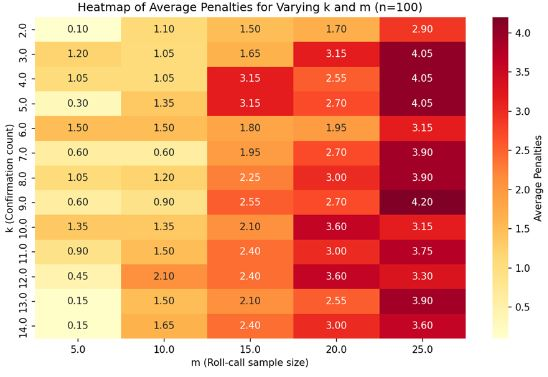 Heatmap of Average Penalties for Varying k and m (n=100)
2.0 0.10 1.10 1.50 1.70 2.90
3.0 1.20 1.05 1.65 3.15 4.05
4.0 1.05 1.05 3.15 2.55 4.05
5.0 0.30 1.35 3.15 2.70 4.05
6.0 1.50 1.50 1.80 1.95 3.15
7.0 0.60 0.60 1.95 2.70 3.90
8.0 1.05 1.20 2.25 3.00 3.90
9.0 0.60 0.90 2.55 2.70 4.20
10.0 1.35 1.35 2.10 3.60 3.15
11.0 0.90 1.50 2.40 3.00 3.75
12.0 0.45 2.10 2.40 3.60 3.30
13.0 0.15 1.50 2.10 2.55 3.90
14.0 0.15 1.65 2.40 3.00 3.60
5.0 10.0 15.0 20.0 25.0
m (Roll-call sample size)
k (Confirmation count)
4.0
3.5
3.0
2.5
2.0
1.5
1.0
0.5
Average Penalties